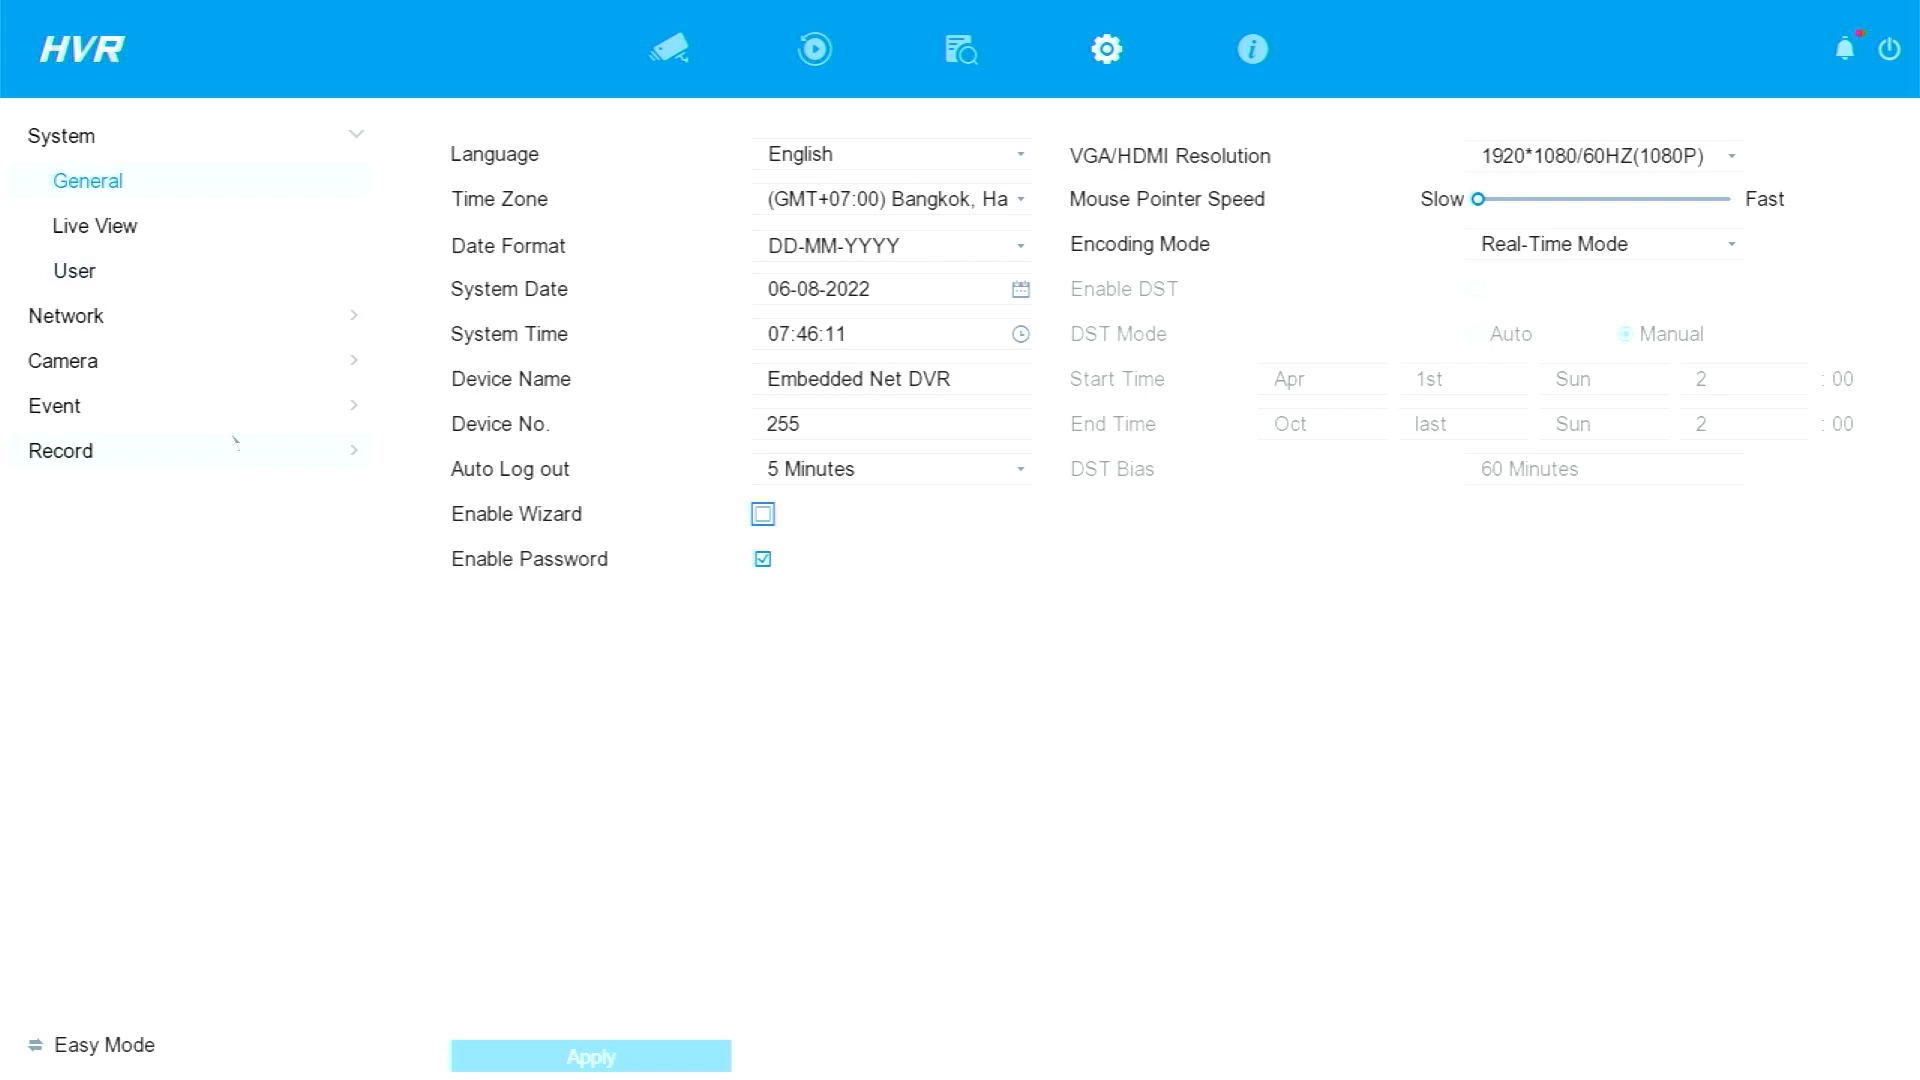 HVR
System
General
Live View
User
Network
Camera
Event
Record
Easy Mode
Language English
Time Zone (GMT+07:00) Bangkok, Ha
Date Format DD-MM-YYYY
System Date 06-08-2022
System Time 07:46:11
Device Name Embedded Net DVR
Device No. 255
Auto Log out 5 Minutes
Enable Wizard
Enable Password
VGA/HDMI Resolution 1920*1080/60HZ(1080P)
Mouse Pointer Speed Slow Fast
Encoding Mode Real-Time Mode
Enable DST
DST Mode Auto Manual
Start Time Apr 1st Sun 2 : 00
End Time Oct last Sun 2 : 00
DST Bias 60 Minutes
Apply